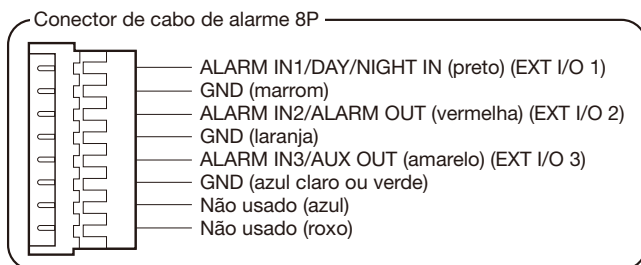 Conector de cabo de alarme 8P
ALARM IN1/DAY/NIGHT IN (preto) (EXT I/O 1)
GND (marrom)
ALARM IN2/ALARM OUT (vermelha) (EXT I/O 2)
GND (laranja)
ALARM IN3/AUX OUT (amarelo) (EXT I/O 3)
GND (azul claro ou verde)
Não usado (azul)
Não usado (roxo)